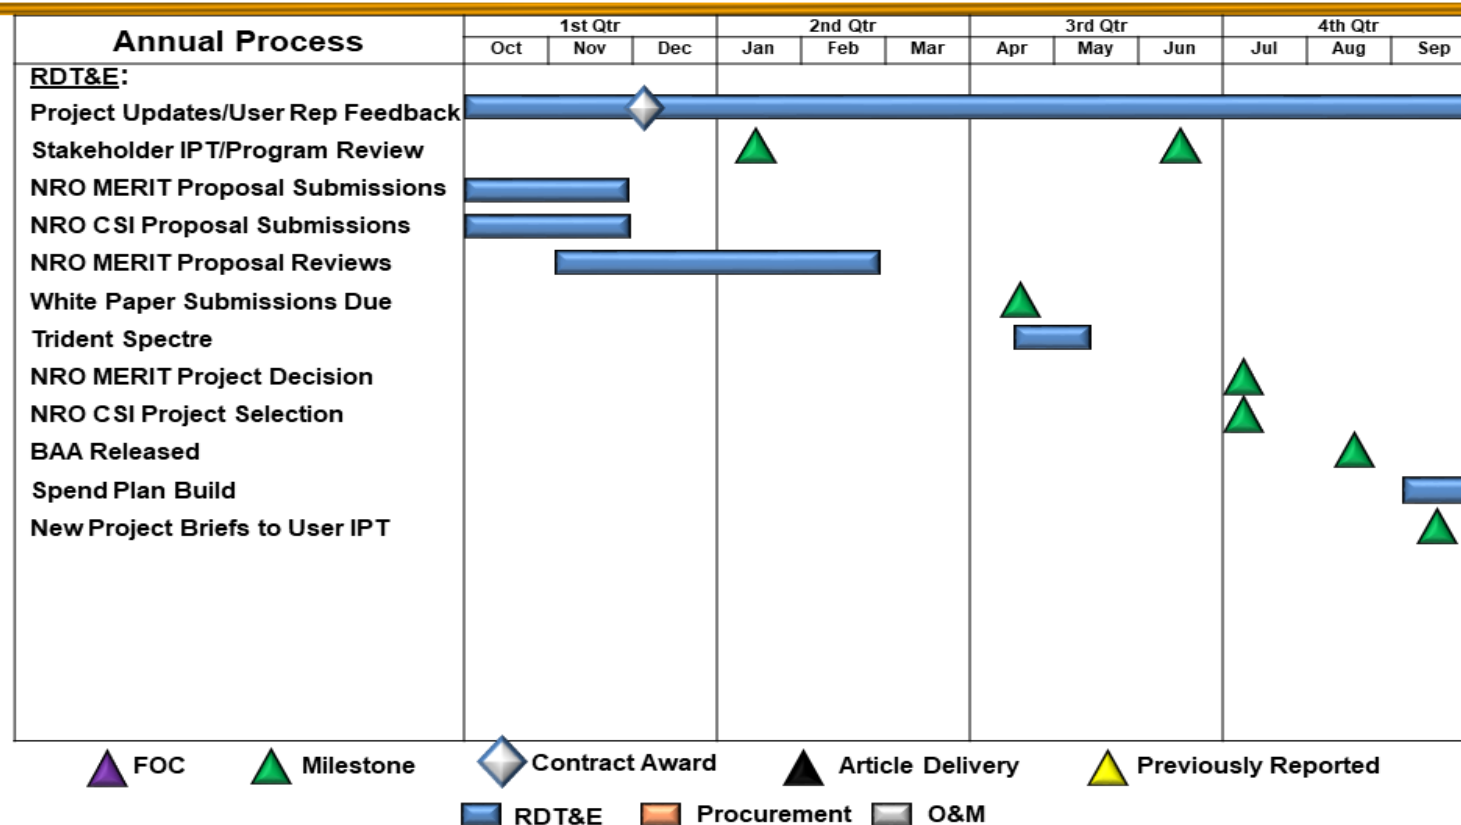 Annual Process
1st Qtr 2nd Qtr 3rd Qtr 4th Qtr
Oct Nov Dec Jan Feb Mar Apr May Jun Jul Aug Sep
RDT&E:
Project Updates/User Rep Feedback
Stakeholder IPT/Program Review
NRO MERIT Proposal Submissions
NRO CSI Proposal Submissions
NRO MERIT Proposal Reviews
White Paper Submissions Due
Trident Spectre
NRO MERIT Project Decision
NRO CSI Project Selection
BAA Released
Spend Plan Build
New Project Briefs to User IPT
FOC Milestone Contract Award Article Delivery Previously Reported
RDT&E Procurement O&M